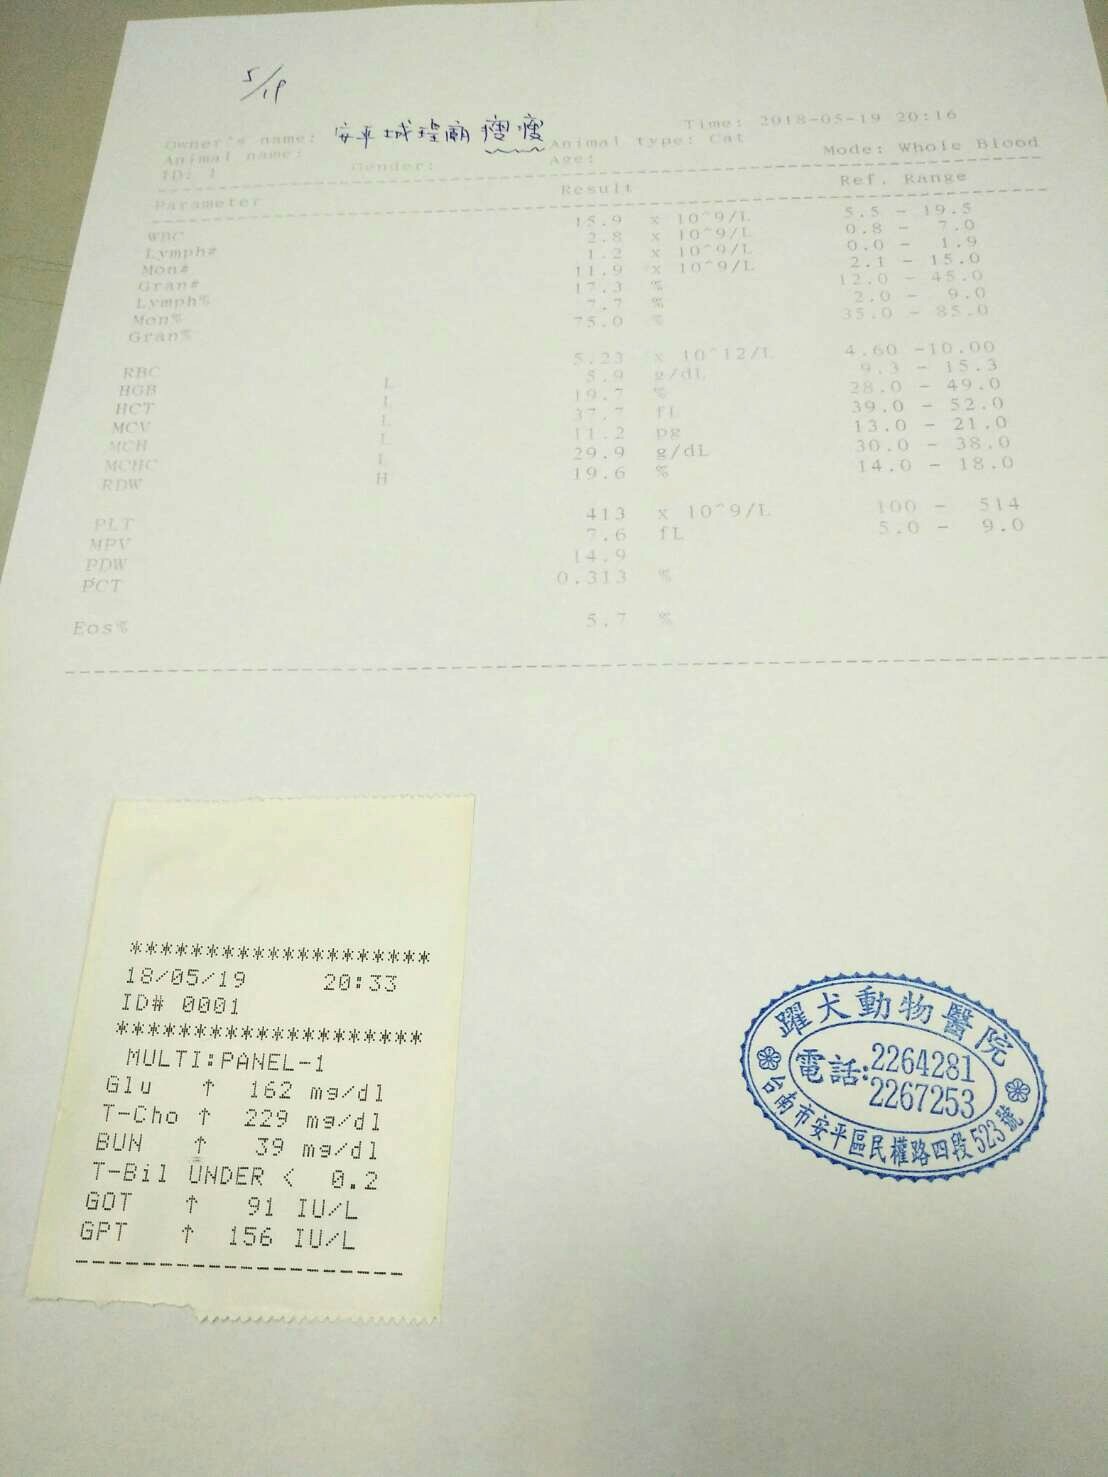 5/19
Owner's name: 安平城隍廟 瘦瘦 Time: 2018-05-19 20:16
Animal name: Gender: Animal type: Cat
ID: 1 Age: Mode: Whole Blood
Parameter Result Ref. Range
WBC 15.9 x 10^9/L 5.5 - 19.5
Lymph# 2.8 x 10^9/L 0.8 - 7.0
Mon# 1.2 x 10^9/L 0.0 - 1.9
Gran# 11.9 x 10^9/L 2.1 - 15.0
Lymph% 17.3 % 12.0 - 45.0
Mon% 7.7 % 2.0 - 9.0
Gran% 75.0 % 35.0 - 85.0
RBC 5.23 x 10^12/L 4.60 -10.00
HGB L 5.9 g/dL 9.3 - 15.3
HCT L 19.7 % 28.0 - 49.0
MCV L 37.7 fL 39.0 - 52.0
MCH L 11.2 pg 13.0 - 21.0
MCHC L 29.9 g/dL 30.0 - 38.0
RDW H 19.6 % 14.0 - 18.0
PLT 413 x 10^9/L 100 - 514
MPV 7.6 fL 5.0 - 9.0
PDW 14.9
PCT 0.313 %
Eos% 5.7 %
********************
18/05/19 20:33
ID# 0001
********************
MULTI:PANEL-1
Glu ↑ 162 mg/dl
T-Cho ↑ 229 mg/dl
BUN ↑ 39 mg/dl
T-Bil UNDER < 0.2
GOT ↑ 91 IU/L
GPT ↑ 156 IU/L
躍犬動物醫院
電話:2264281
2267253
台南市安平區民權路四段523號